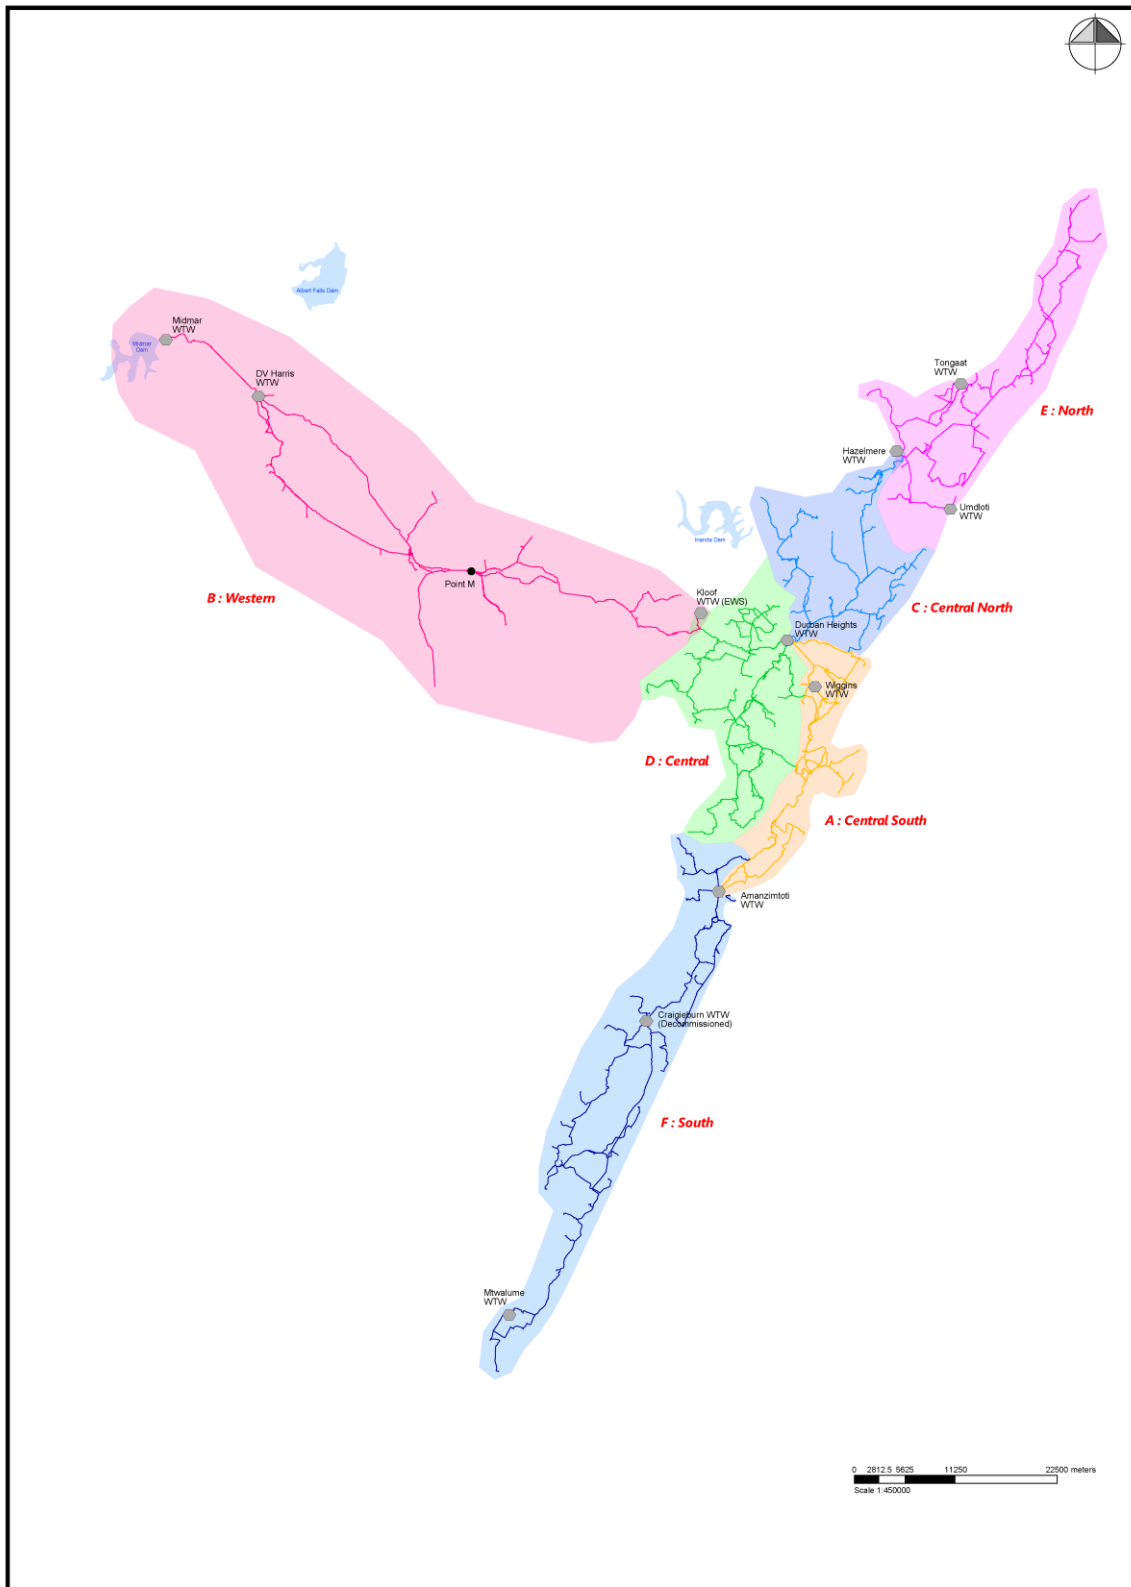 Albert Falls Dam
Midmar
WTW
Midmar
Dam
DV Harris
WTW
Tongaat
WTW
E : North
Hazelmere
WTW
Umdloti
WTW
Inanda Dam
Point M
B : Western
Kloof
WTW (EWS)
C : Central North
Durban Heights
WTW
Wiggins
WTW
D : Central
A : Central South
Amanzimtoti
WTW
Craigieburn WTW
(Decommissioned)
F : South
Mtwalume
WTW
0 2812.5 5625 11250 22500 meters
Scale 1:450000